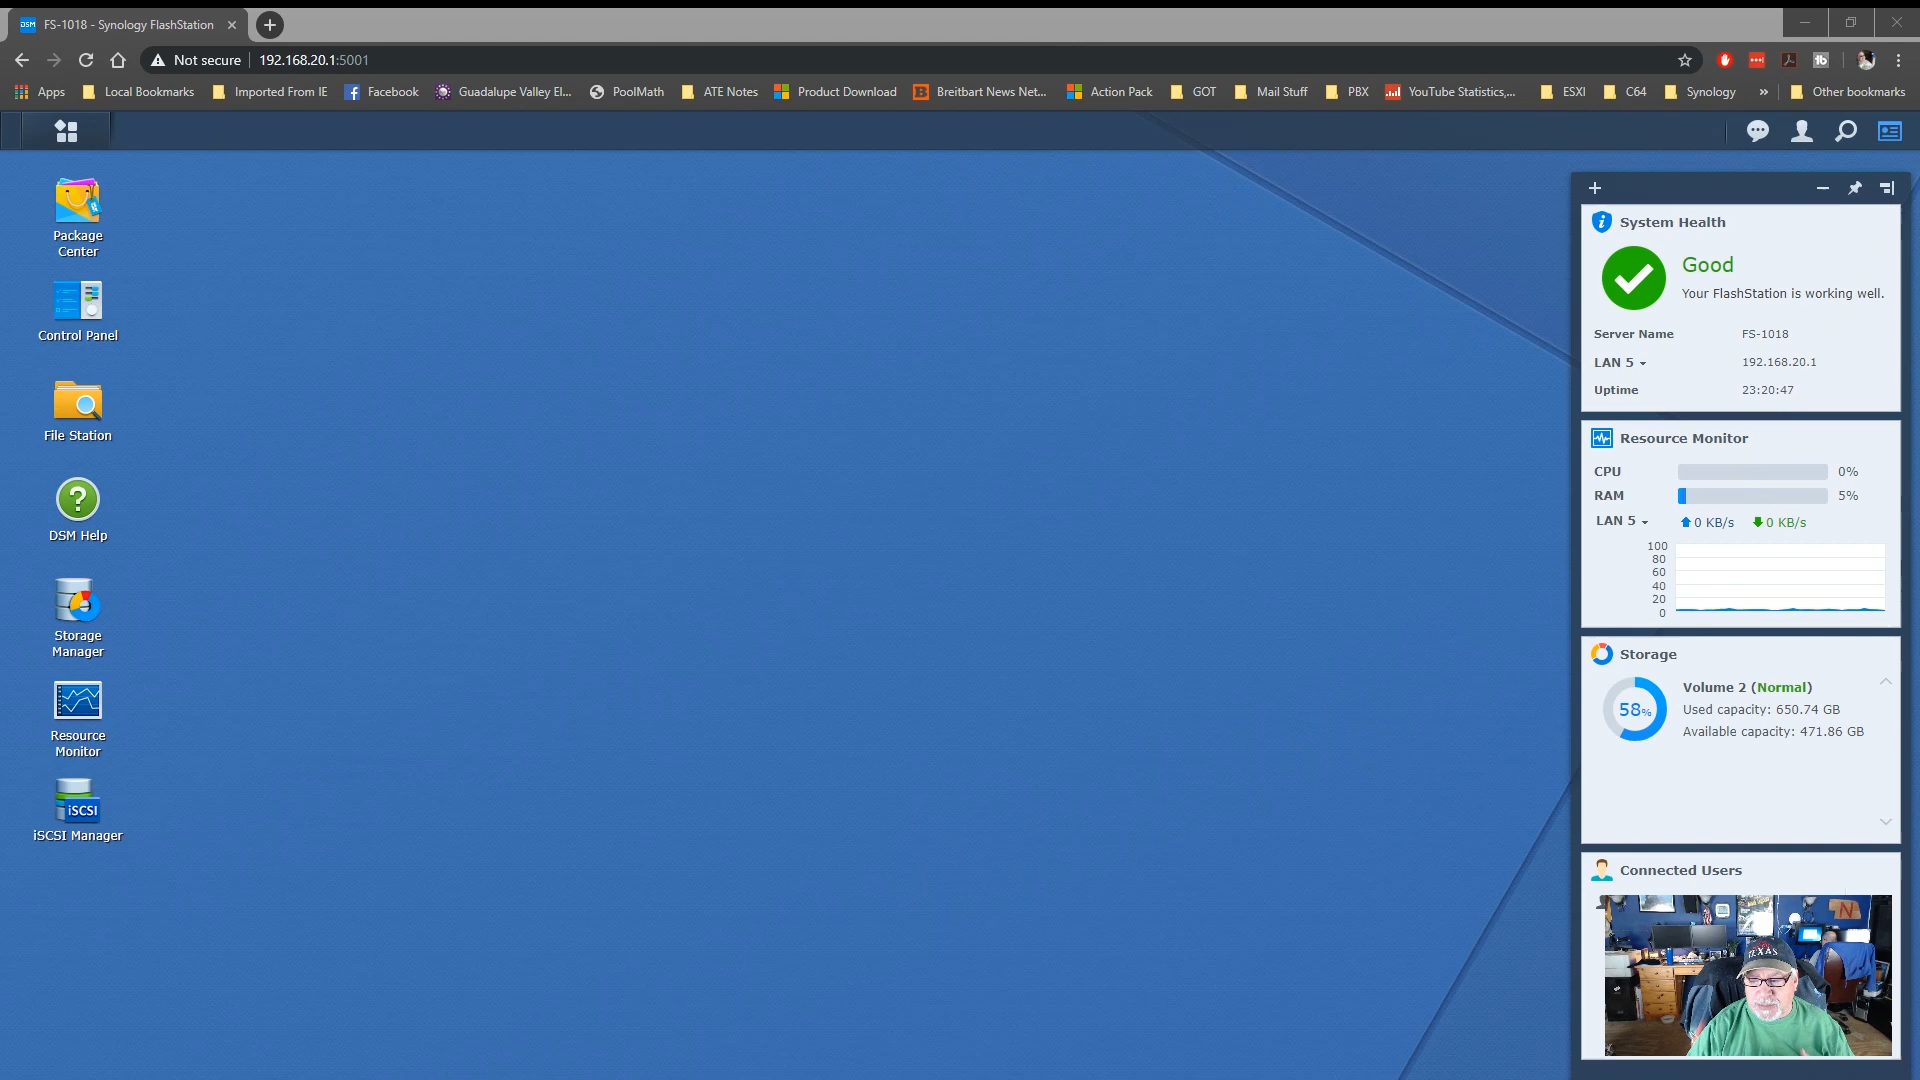 DSM FS-1018 - Synology FlashStation
Not secure 192.168.20.1:5001
Apps Local Bookmarks Imported From IE Facebook Guadalupe Valley El... PoolMath ATE Notes Product Download Breitbart News Net... Action Pack GOT Mail Stuff PBX YouTube Statistics,... ESXI C64 Synology » Other bookmarks
Package
Center
Control Panel
File Station
DSM Help
Storage
Manager
Resource
Monitor
iSCSI
iSCSI Manager
System Health
Good
Your FlashStation is working well.
Server Name FS-1018
LAN 5 192.168.20.1
Uptime 23:20:47
Resource Monitor
CPU 0%
RAM 5%
LAN 5 0 KB/s 0 KB/s
100
80
60
40
20
0
Storage
58%
Volume 2 (Normal)
Used capacity: 650.74 GB
Available capacity: 471.86 GB
Connected Users
N
TEXAS